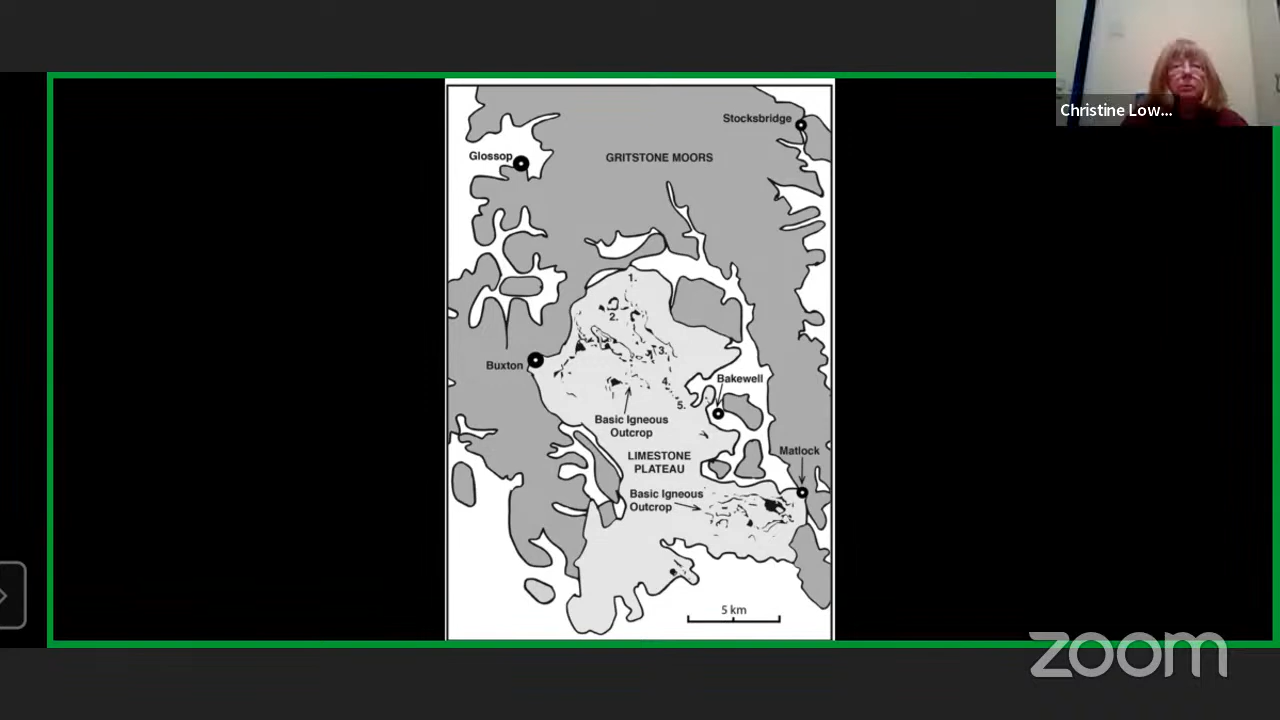 Christine Low...
Stocksbridge
Glossop
GRITSTONE MOORS
1.
2.
3.
Buxton
4.
Bakewell
5.
Basic Igneous
Outcrop
Matlock
LIMESTONE
PLATEAU
Basic Igneous
Outcrop
5 km
zoom